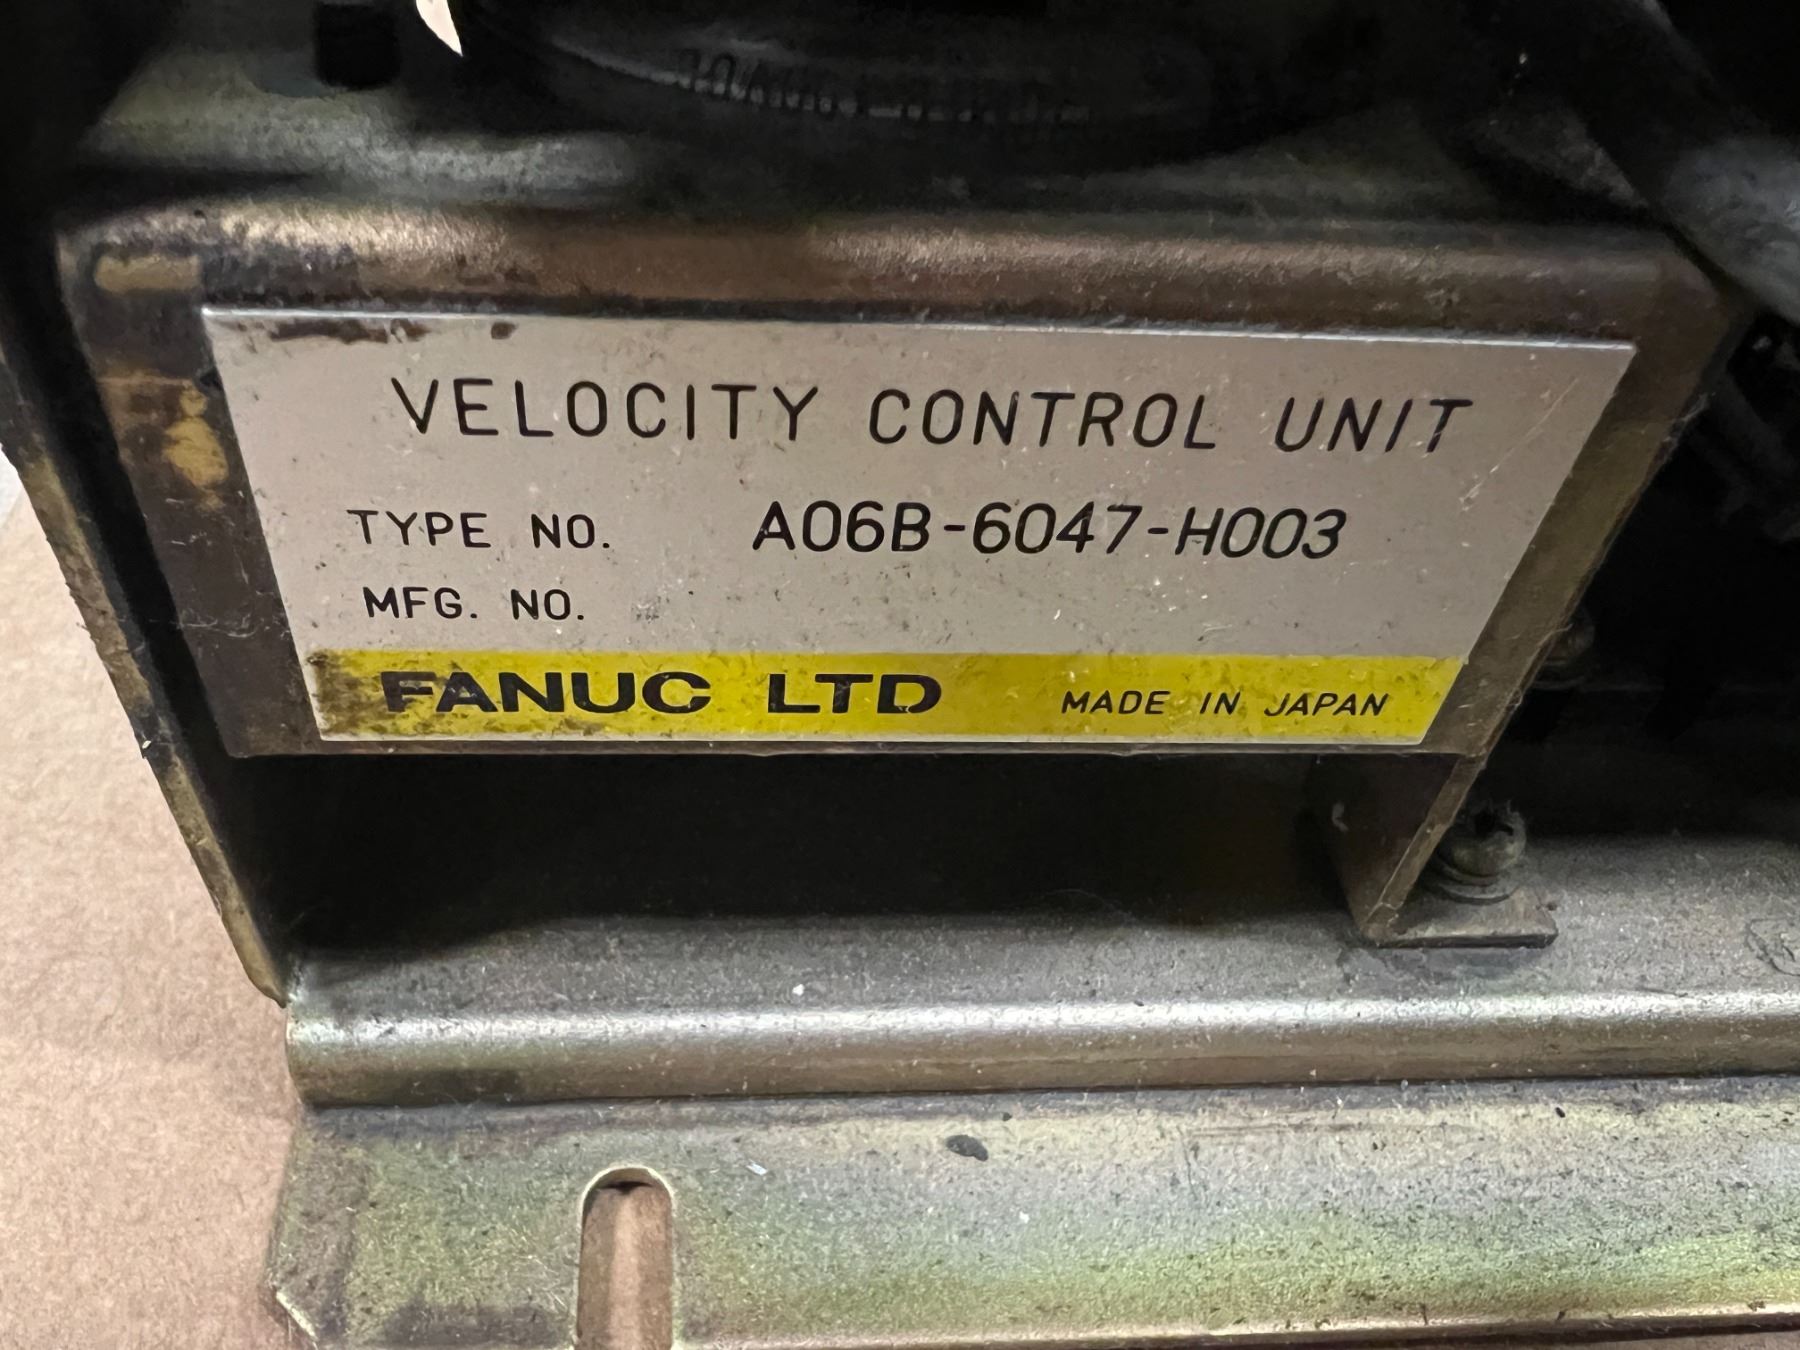 VELOCITY CONTROL UNIT
TYPE NO. A06B-6047-H003
MFG. NO.
FANUC LTD MADE IN JAPAN